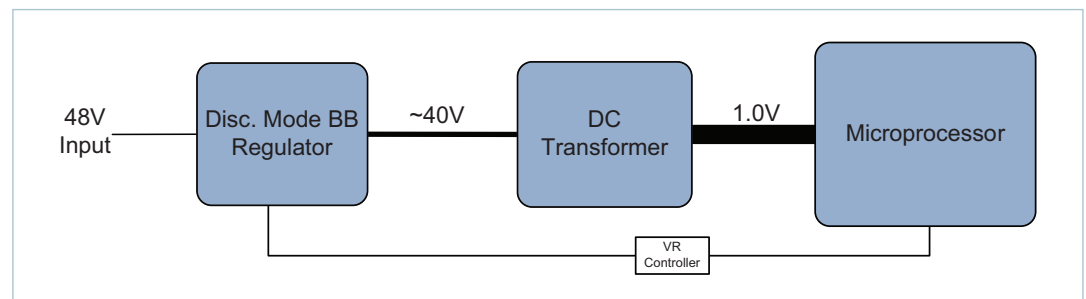 48V
Input
Disc. Mode BB
Regulator
~40V
DC
Transformer
1.0V
Microprocessor
VR
Controller